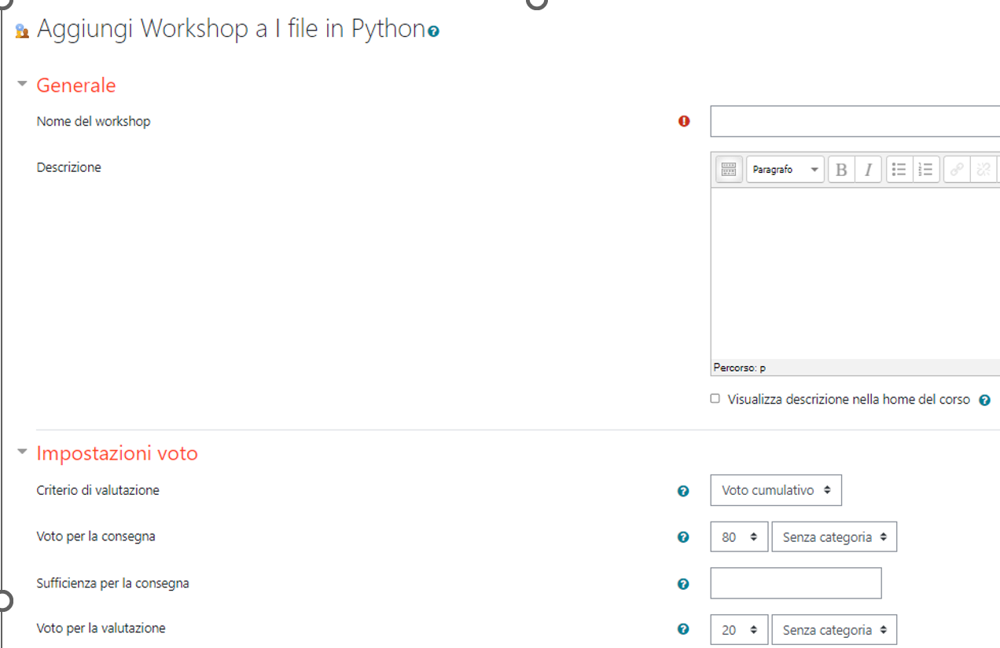 Aggiungi Workshop a I file in Python
Generale
Nome del workshop
Descrizione
Paragrafo
B I
Percorso: p
Visualizza descrizione nella home del corso
Impostazioni voto
Criterio di valutazione
Voto cumulativo
Voto per la consegna
80 Senza categoria
Sufficienza per la consegna
Voto per la valutazione
20 Senza categoria